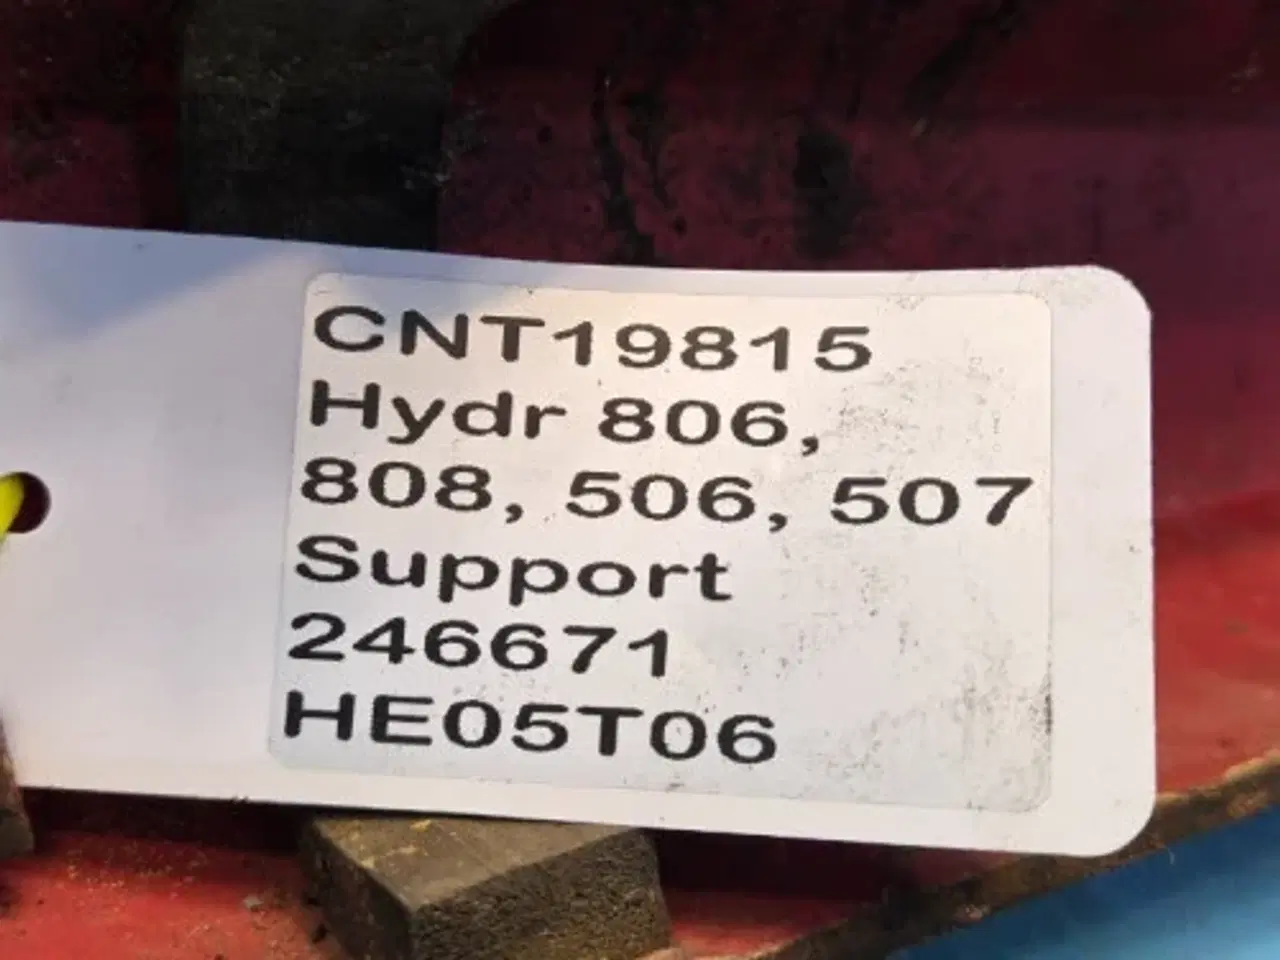 CNT19815
Hydr 806,
808, 506, 507
Support
246671
HE05T06